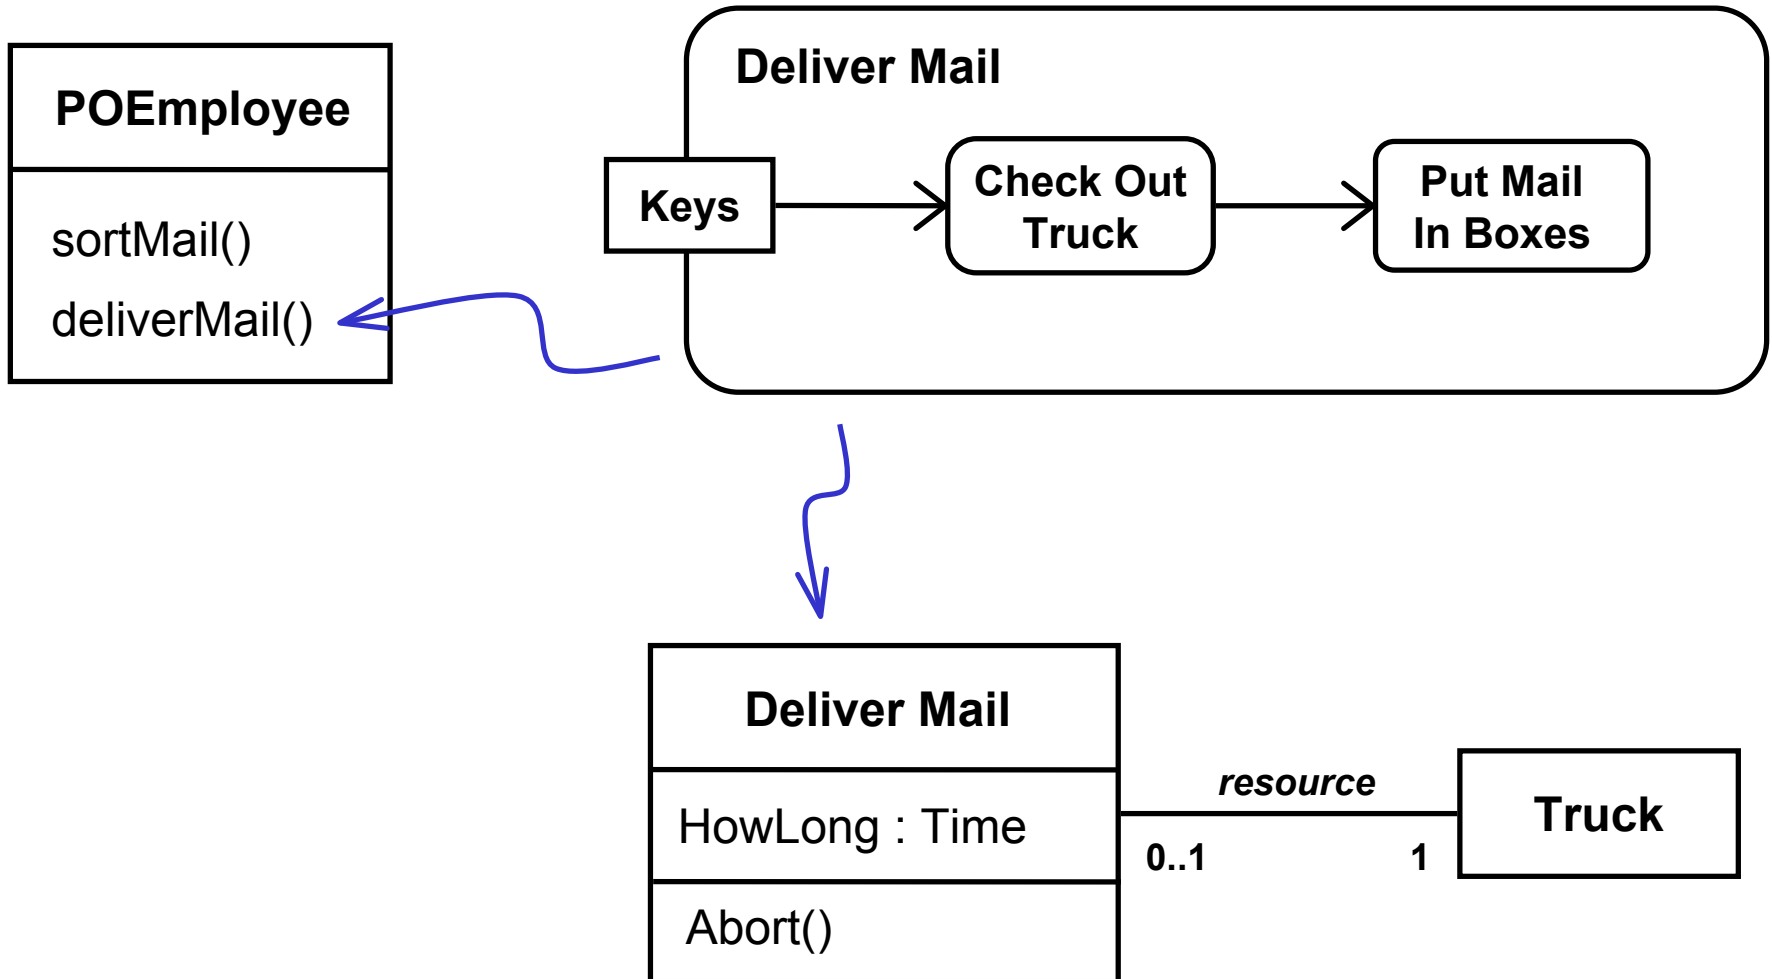 POEmployee
sortMail()
deliverMail()
Deliver Mail
Keys
Check Out
Truck
Put Mail
In Boxes
Deliver Mail
HowLong : Time
Abort()
resource
0..1
1
Truck